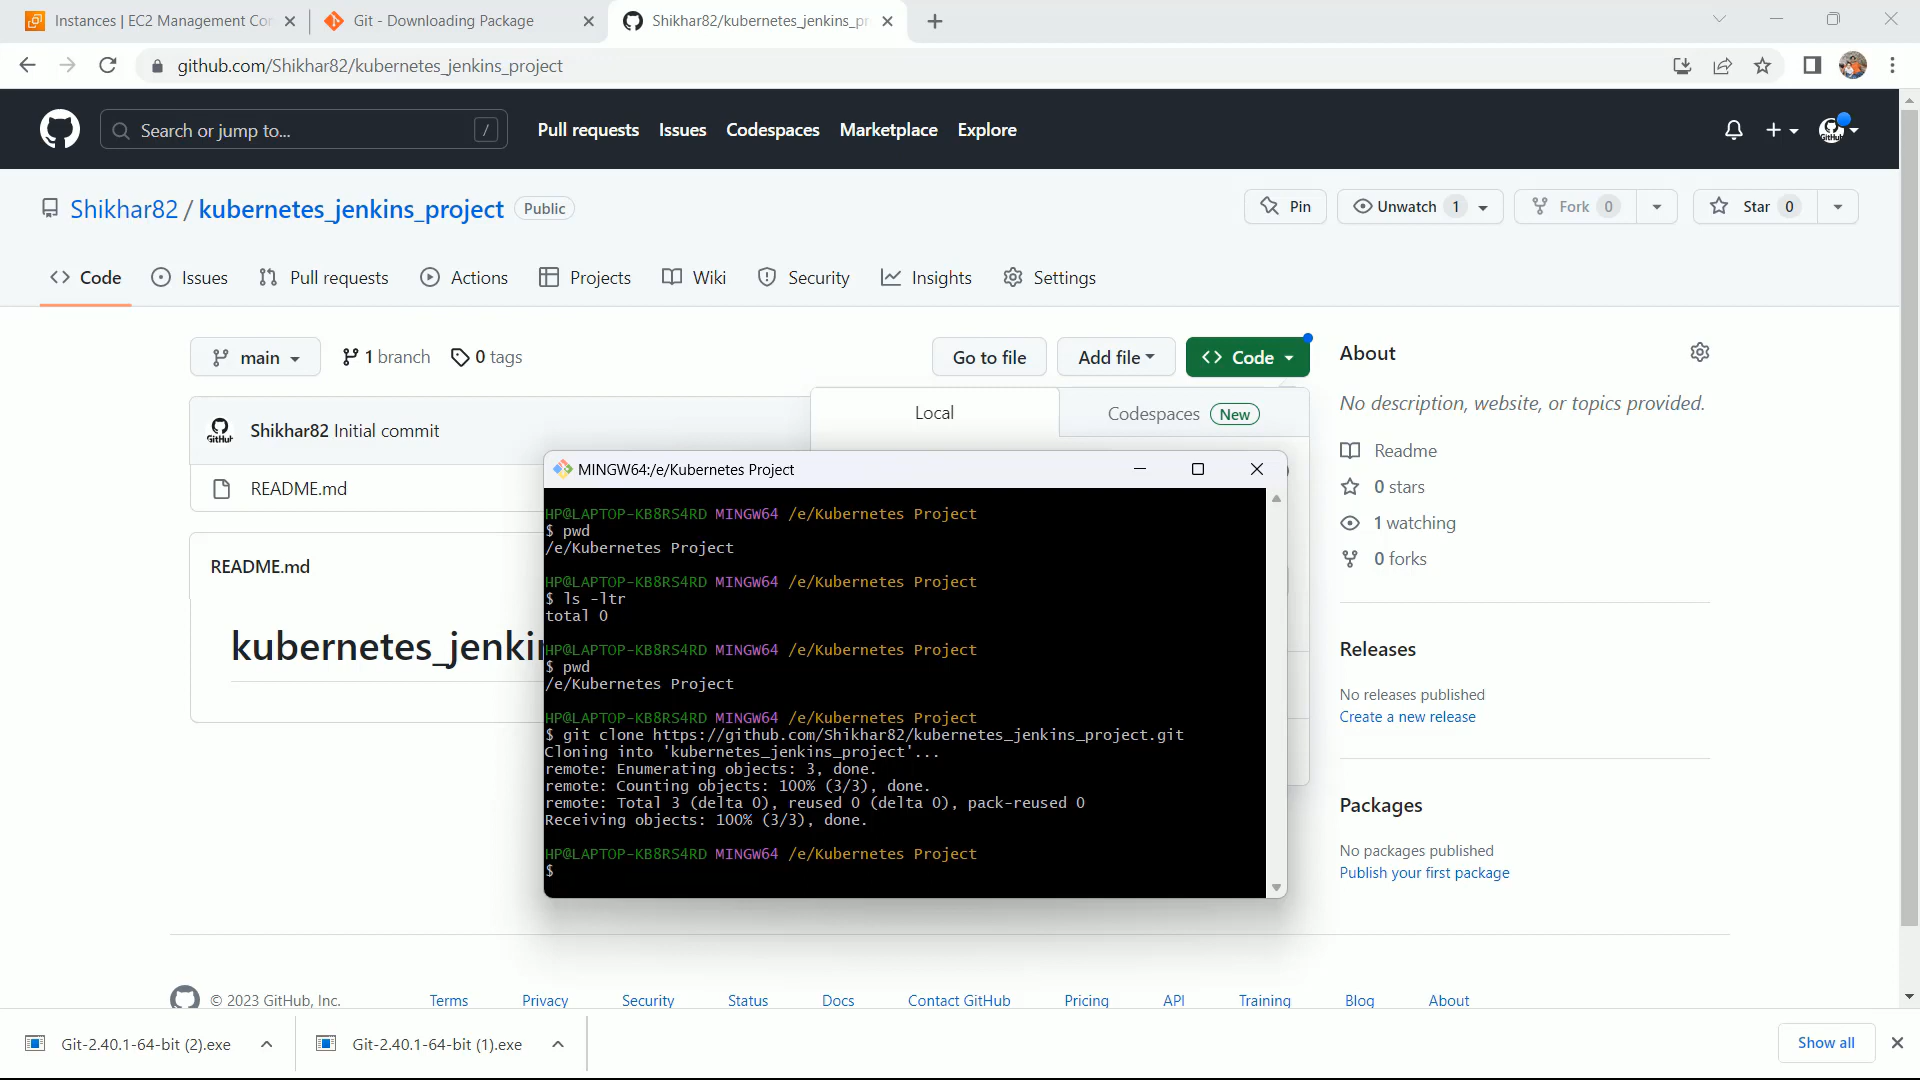 Instances | EC2 Management Con
Git - Downloading Package
Shikhar82/kubernetes_jenkins_pr
github.com/Shikhar82/kubernetes_jenkins_project
Search or jump to...
/
Pull requests
Issues
Codespaces
Marketplace
Explore
Shikhar82 / kubernetes_jenkins_project
Public
Pin
Unwatch 1
Fork 0
Star 0
Code
Issues
Pull requests
Actions
Projects
Wiki
Security
Insights
Settings
main
1 branch
0 tags
Go to file
Add file
Code
About
Local
Codespaces New
No description, website, or topics provided.
Shikhar82 Initial commit
README.md
Readme
0 stars
1 watching
0 forks
README.md
kubernetes_jenkin
MINGW64:/e/Kubernetes Project
HP@LAPTOP-KB8RS4RD MINGW64 /e/Kubernetes Project
$ pwd
/e/Kubernetes Project
HP@LAPTOP-KB8RS4RD MINGW64 /e/Kubernetes Project
$ ls -ltr
total 0
HP@LAPTOP-KB8RS4RD MINGW64 /e/Kubernetes Project
$ pwd
/e/Kubernetes Project
HP@LAPTOP-KB8RS4RD MINGW64 /e/Kubernetes Project
$ git clone https://github.com/Shikhar82/kubernetes_jenkins_project.git
Cloning into 'kubernetes_jenkins_project'...
remote: Enumerating objects: 3, done.
remote: Counting objects: 100% (3/3), done.
remote: Total 3 (delta 0), reused 0 (delta 0), pack-reused 0
Receiving objects: 100% (3/3), done.
HP@LAPTOP-KB8RS4RD MINGW64 /e/Kubernetes Project
$
Releases
No releases published
Create a new release
Packages
No packages published
Publish your first package
© 2023 GitHub, Inc.
Terms
Privacy
Security
Status
Docs
Contact GitHub
Pricing
API
Training
Blog
About
Git-2.40.1-64-bit (2).exe
Git-2.40.1-64-bit (1).exe
Show all